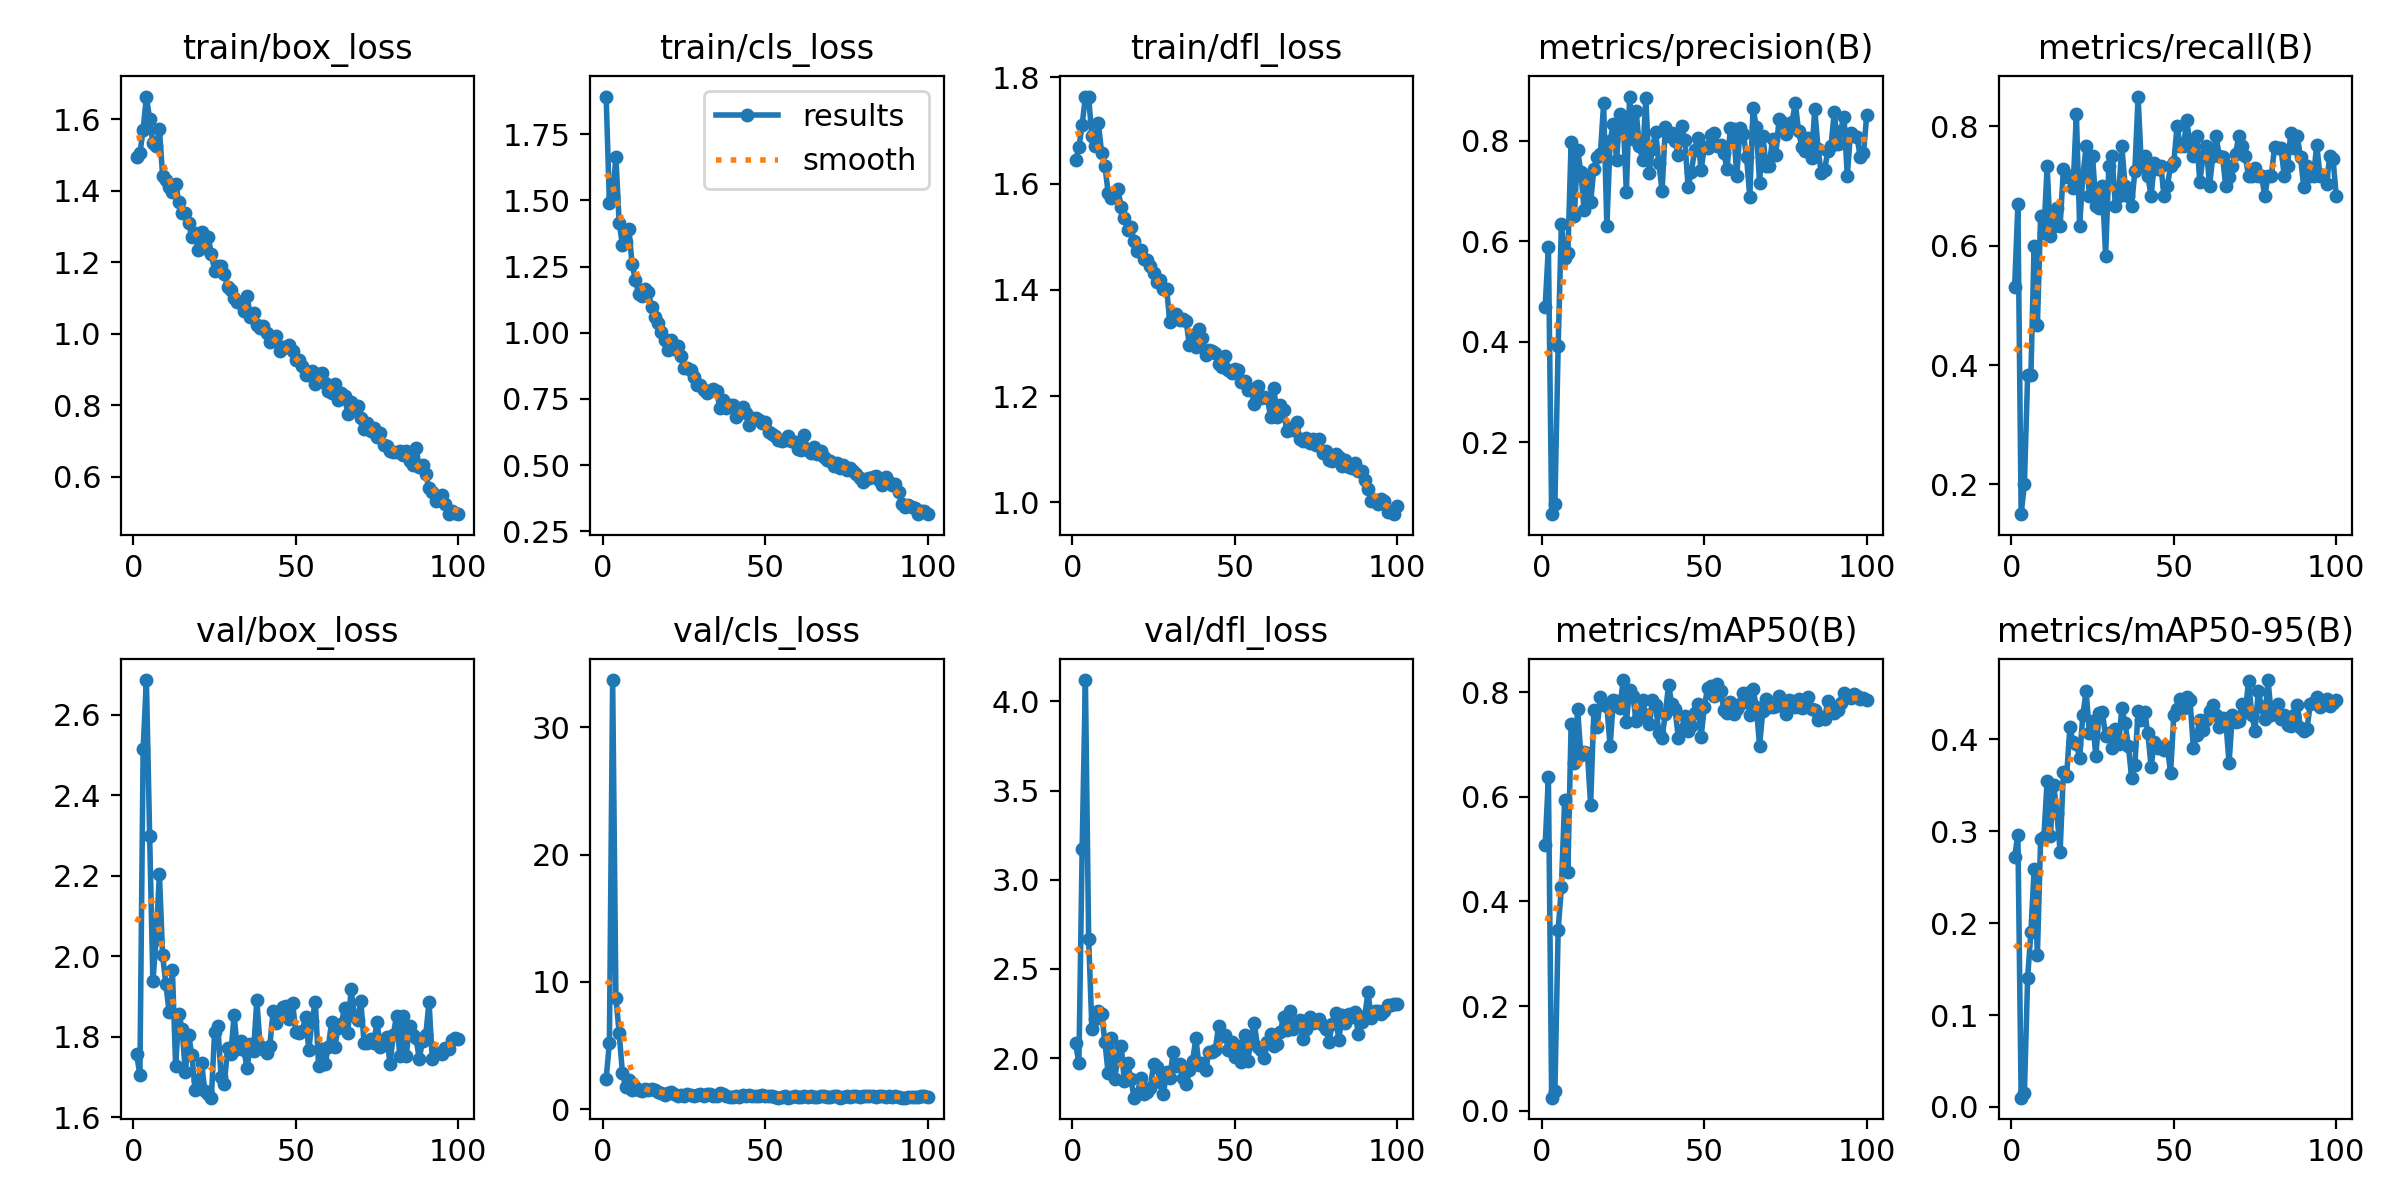 train/box_loss
1.6
1.4
1.2
1.0
0.8
0.6
0 50 100
train/cls_loss
results
smooth
1.75
1.50
1.25
1.00
0.75
0.50
0.25
0 50 100
train/dfl_loss
1.8
1.6
1.4
1.2
1.0
0 50 100
metrics/precision(B)
0.8
0.6
0.4
0.2
0 50 100
metrics/recall(B)
0.8
0.6
0.4
0.2
0 50 100
val/box_loss
2.6
2.4
2.2
2.0
1.8
1.6
0 50 100
val/cls_loss
30
20
10
0
0 50 100
val/dfl_loss
4.0
3.5
3.0
2.5
2.0
0 50 100
metrics/mAP50(B)
0.8
0.6
0.4
0.2
0.0
0 50 100
metrics/mAP50-95(B)
0.4
0.3
0.2
0.1
0.0
0 50 100